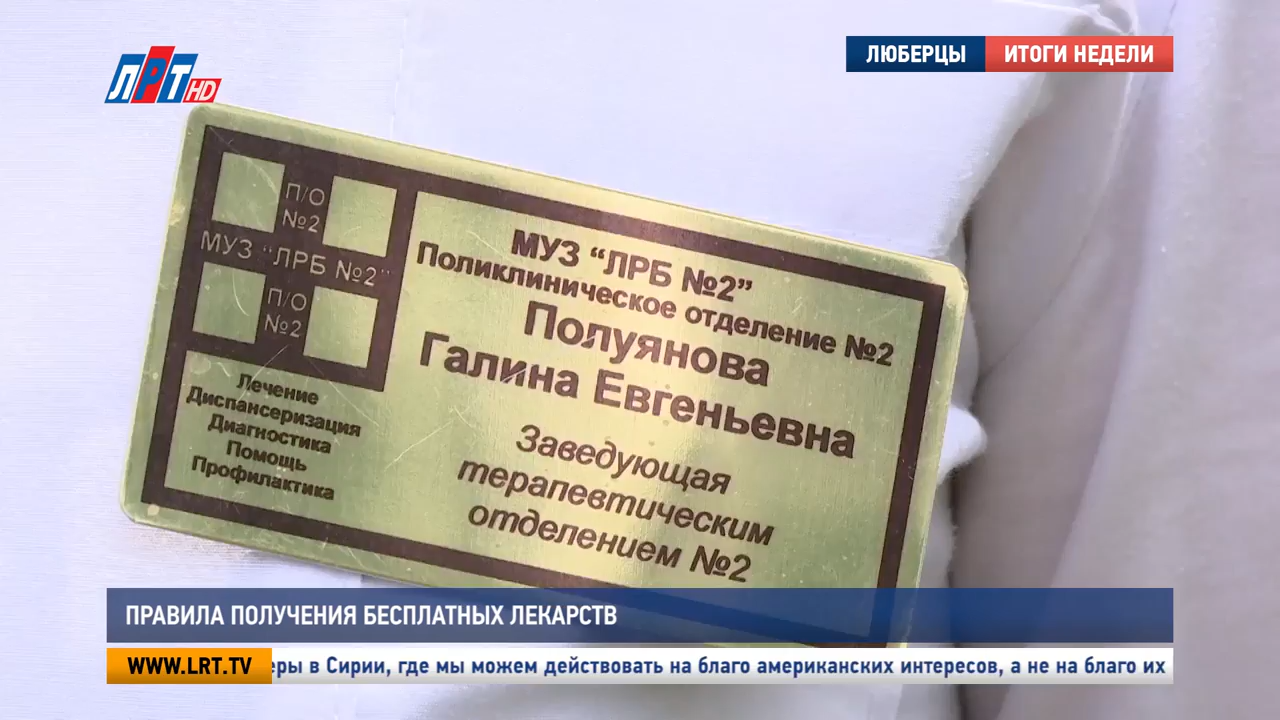 ЛРТ HD
ЛЮБЕРЦЫ ИТОГИ НЕДЕЛИ
П/О
№2
МУЗ “ЛРБ №2”
П/О
№2
Лечение
Диспансеризация
Диагностика
Помощь
Профилактика
МУЗ “ЛРБ №2”
Поликлиническое отделение №2
Полуянова
Галина Евгеньевна
Заведующая
терапевтическим
отделением №2
ПРАВИЛА ПОЛУЧЕНИЯ БЕСПЛАТНЫХ ЛЕКАРСТВ
WWW.LRT.TV еры в Сирии, где мы можем действовать на благо американских интересов, а не на благо их